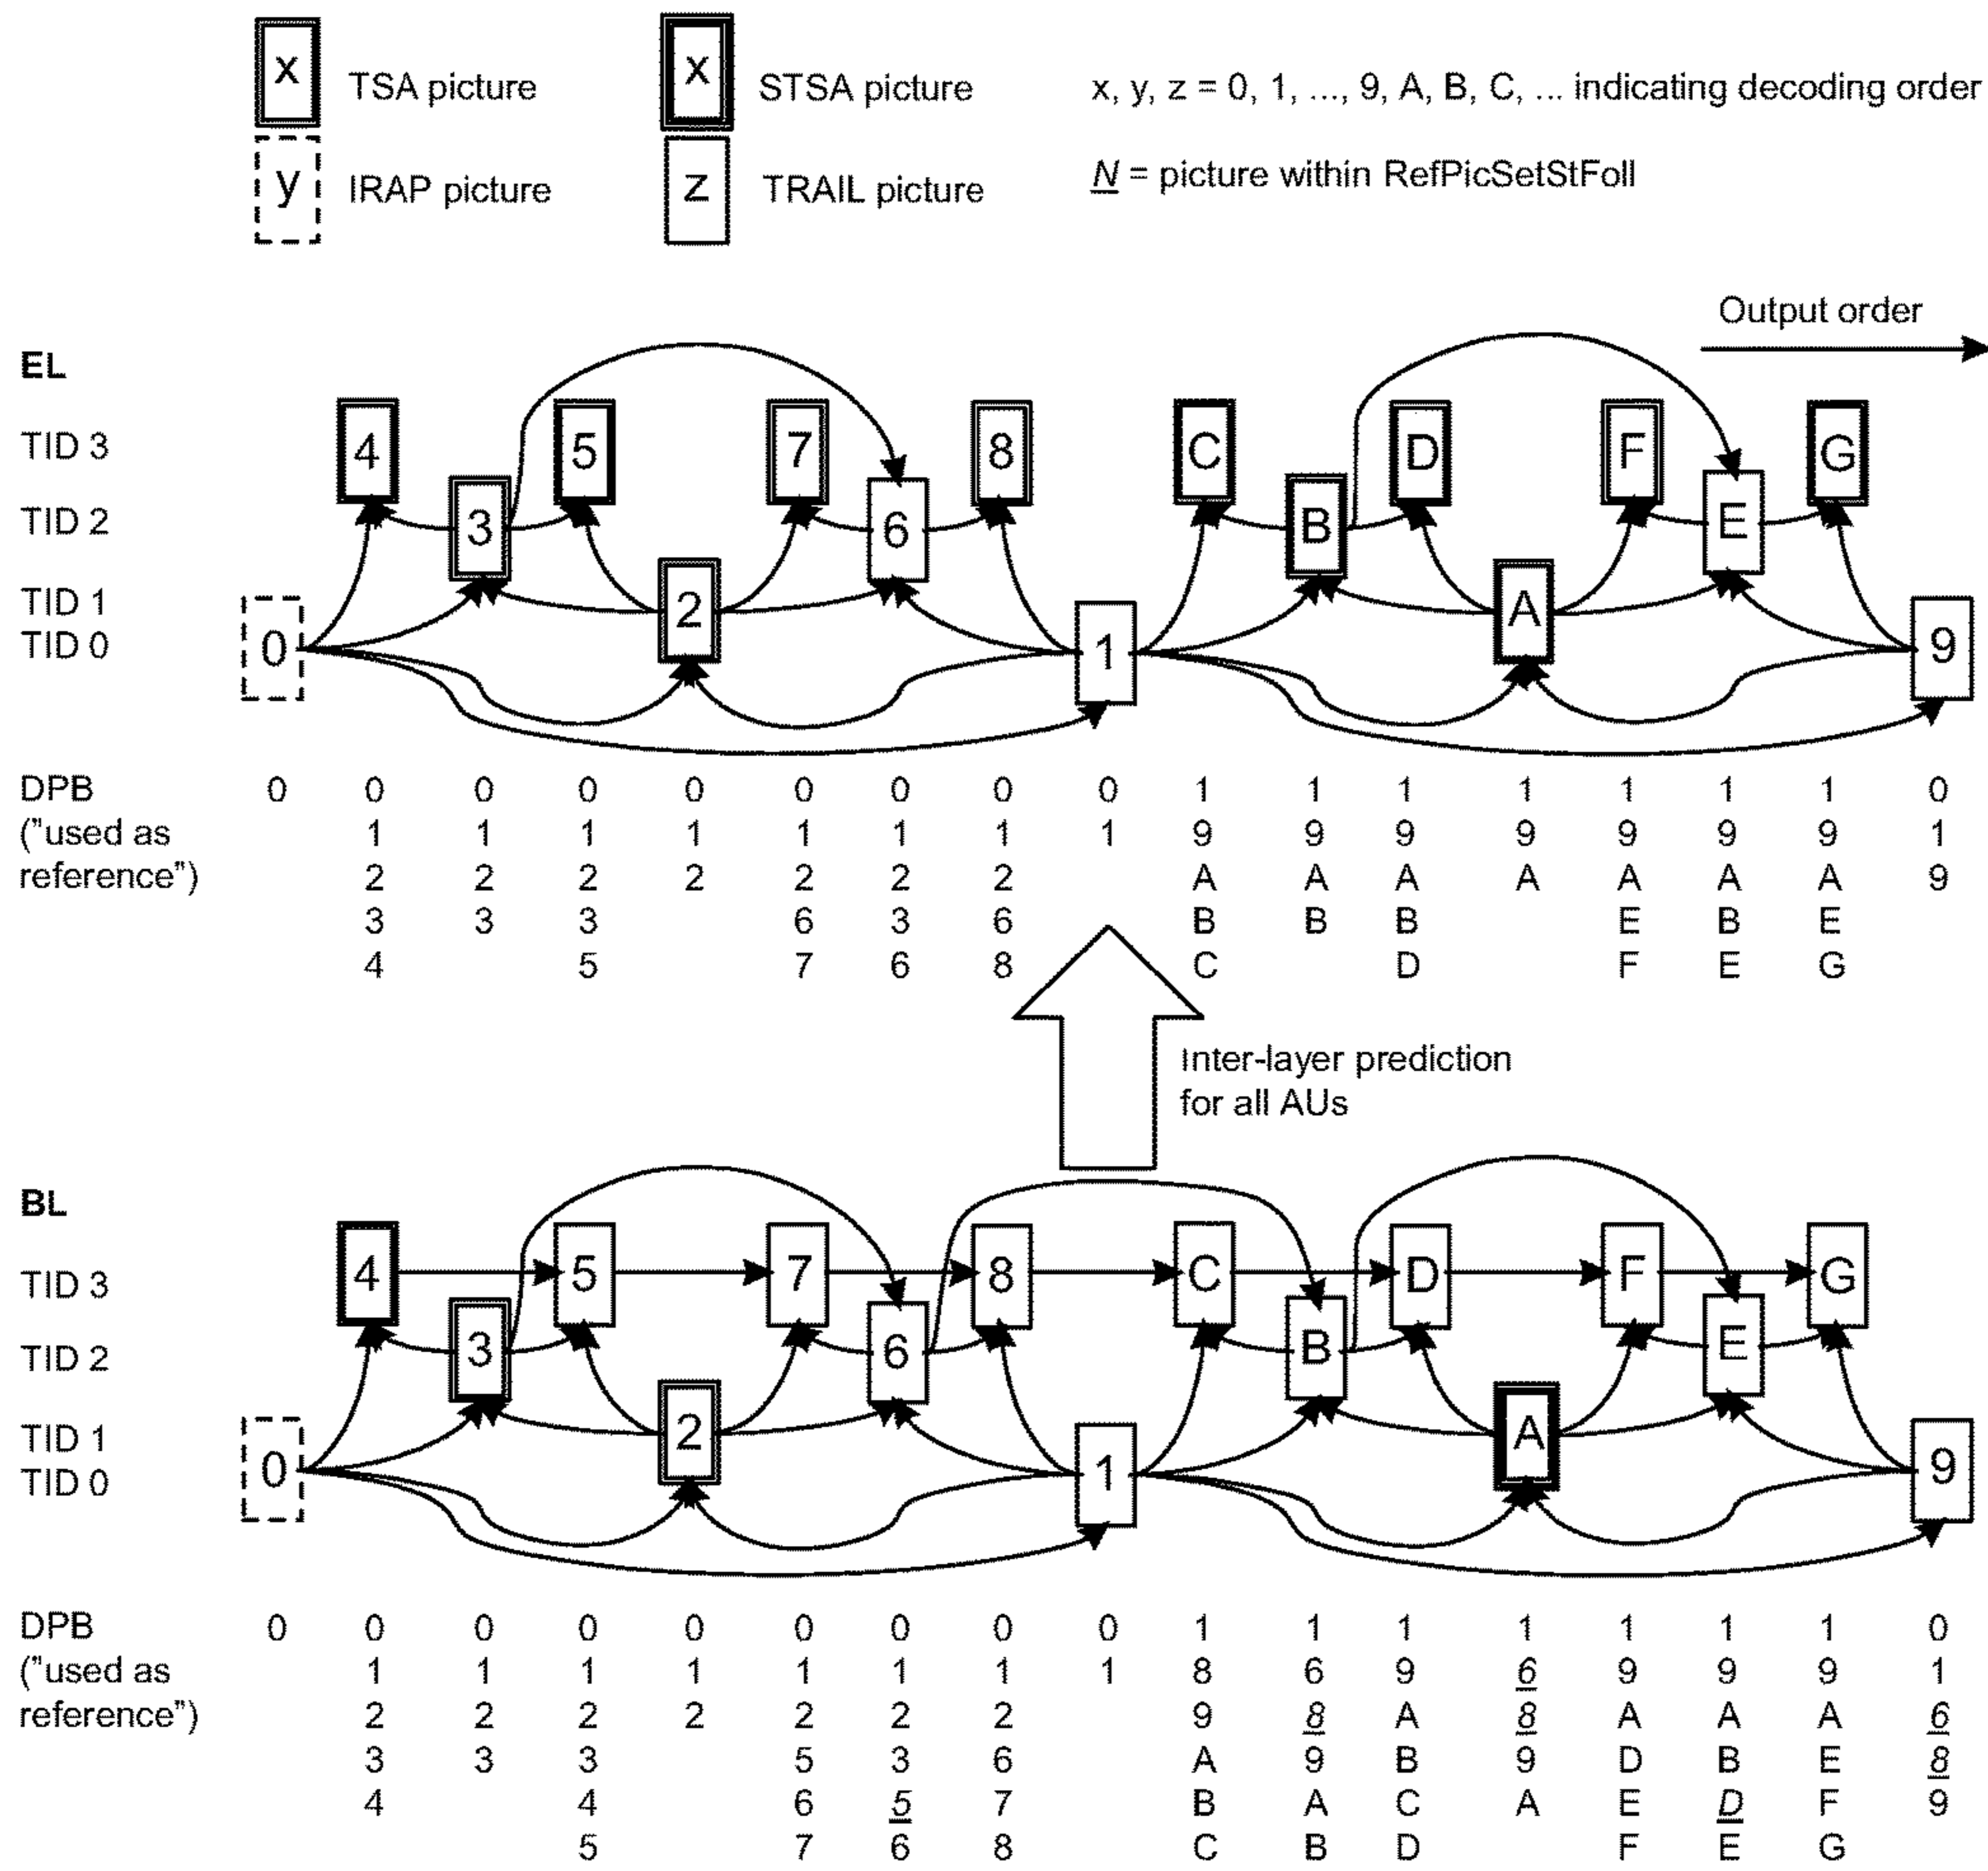 x TSA picture x STSA picture x, y, z = 0, 1, ..., 9, A, B, C, ... indicating decoding order
y IRAP picture z TRAIL picture N = picture within RefPicSetStFoll
Output order
EL
TID 3 4 5 7 8 C D F G
TID 2 3 6 B E
TID 1 2 A
TID 0 0 1 9
DPB 0 0 0 0 0 0 0 0 0 1 1 1 1 1 1 1 0
("used as 1 1 1 1 1 1 1 1 9 9 9 9 9 9 9 1
reference") 2 2 2 2 2 2 2 A A A A A A A 9
3 3 3 6 3 6 B B B E B E
4 5 7 6 8 C D F E G
Inter-layer prediction
for all AUs
BL
TID 3 4 5 7 8 C D F G
TID 2 3 6 B E
TID 1 2 A
TID 0 0 1 9
DPB 0 0 0 0 0 0 0 0 0 1 1 1 1 1 1 1 0
("used as 1 1 1 1 1 1 1 1 8 6 9 6 9 9 9 1
reference") 2 2 2 2 2 2 2 9 8 A 8 A A A 6
3 3 3 5 3 6 A 9 B 9 D B E 8
4 4 6 5 7 B A C A E D F 9
5 7 6 8 C B D F E G